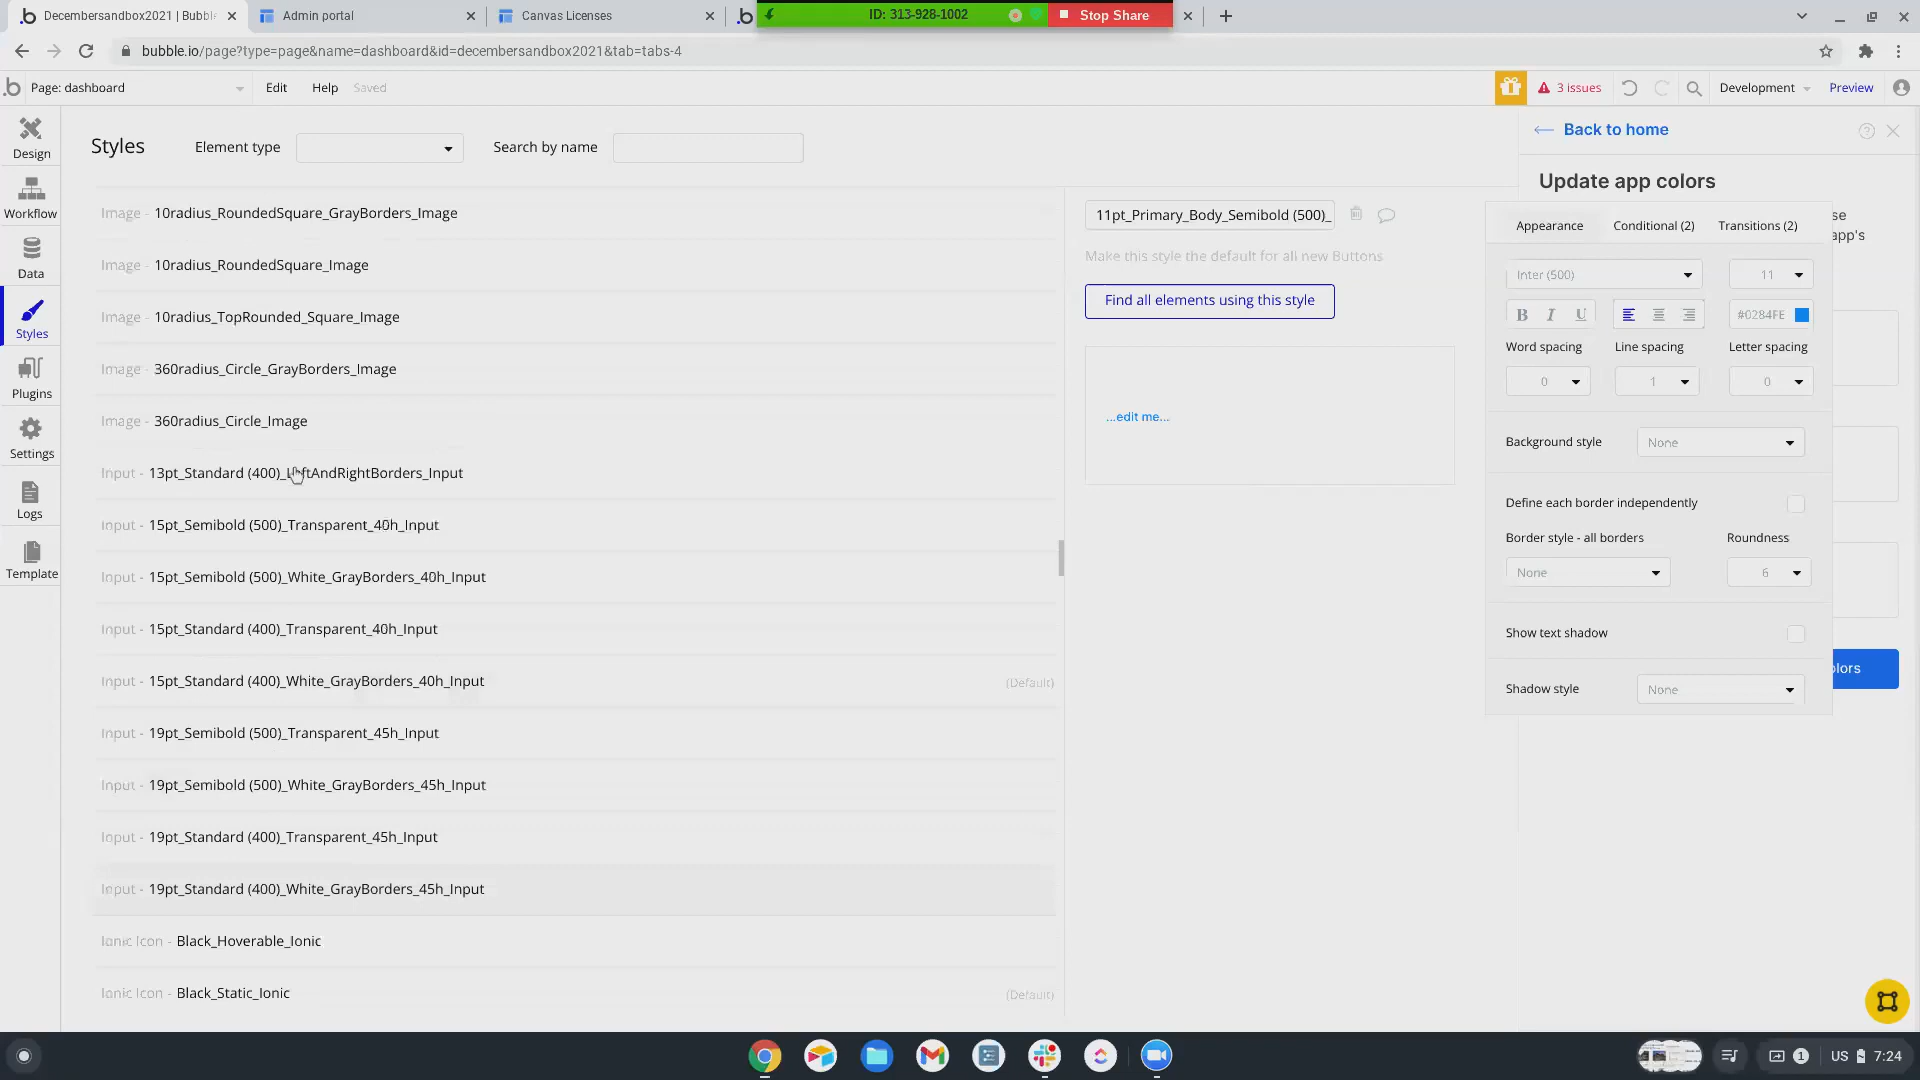 Decembersandbox2021 | Bubble
Admin portal
Canvas Licenses
ID: 313-928-1002
Stop Share
bubble.io/page?type=page&name=dashboard&id=decembersandbox2021&tab=tabs-4
Page: dashboard
Edit
Help
Saved
3 issues
Development
Preview
Design
Workflow
Data
Styles
Plugins
Settings
Logs
Template
Styles
Element type
Search by name
Image - 10radius_RoundedSquare_GrayBorders_Image
Image - 10radius_RoundedSquare_Image
Image - 10radius_TopRounded_Square_Image
Image - 360radius_Circle_GrayBorders_Image
Image - 360radius_Circle_Image
Input - 13pt_Standard (400)_LeftAndRightBorders_Input
Input - 15pt_Semibold (500)_Transparent_40h_Input
Input - 15pt_Semibold (500)_White_GrayBorders_40h_Input
Input - 15pt_Standard (400)_Transparent_40h_Input
Input - 15pt_Standard (400)_White_GrayBorders_40h_Input
(Default)
Input - 19pt_Semibold (500)_Transparent_45h_Input
Input - 19pt_Semibold (500)_White_GrayBorders_45h_Input
Input - 19pt_Standard (400)_Transparent_45h_Input
Input - 19pt_Standard (400)_White_GrayBorders_45h_Input
Ionic Icon - Black_Hoverable_Ionic
Ionic Icon - Black_Static_Ionic
(Default)
11pt_Primary_Body_Semibold (500)_
Make this style the default for all new Buttons
Find all elements using this style
...edit me...
Back to home
Update app colors
se
app's
olors
Appearance
Conditional (2)
Transitions (2)
Inter (500)
11
B I U
#0284FE
Word spacing
Line spacing
Letter spacing
0
1
0
Background style
None
Define each border independently
Border style - all borders
Roundness
None
6
Show text shadow
Shadow style
None
1
US
7:24